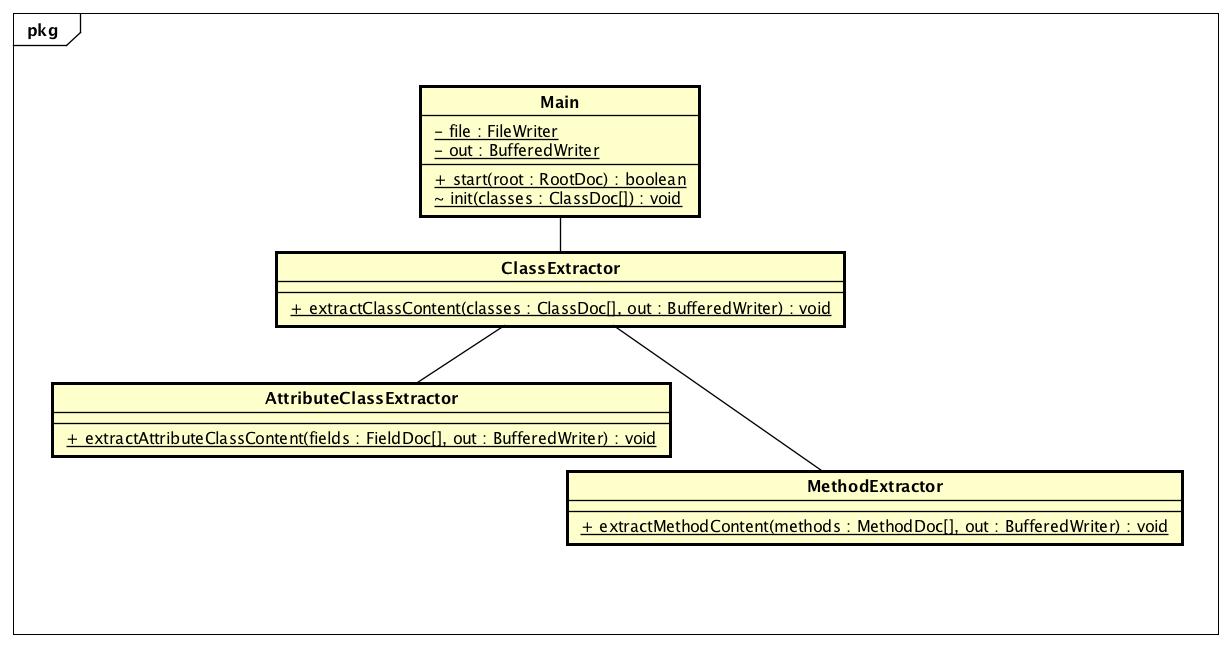 pkg
Main
- file : FileWriter
- out : BufferedWriter
+ start(root : RootDoc) : boolean
~ init(classes : ClassDoc[]) : void
ClassExtractor
+ extractClassContent(classes : ClassDoc[], out : BufferedWriter) : void
AttributeClassExtractor
+ extractAttributeClassContent(fields : FieldDoc[], out : BufferedWriter) : void
MethodExtractor
+ extractMethodContent(methods : MethodDoc[], out : BufferedWriter) : void